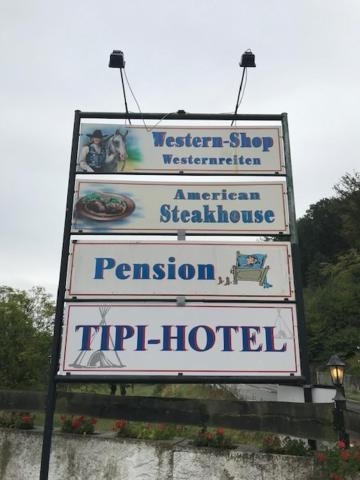 Western-Shop
Westernreiten
American
Steakhouse
Pension
TIPI-HOTEL